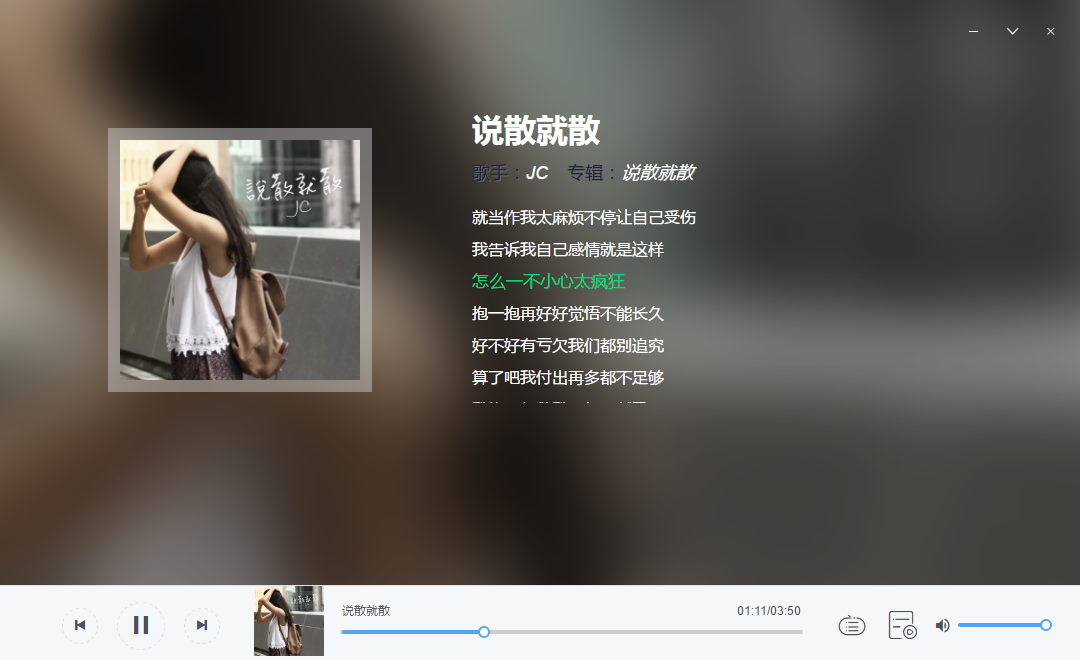 说散就散
歌手：JC 专辑：说散就散
說散就散
JC
就当作我太麻烦不停让自己受伤
我告诉我自己感情就是这样
怎么一不小心太疯狂
抱一抱再好好觉悟不能长久
好不好有亏欠我们都别追究
算了吧我付出再多都不足够
说散就散
01:11/03:50